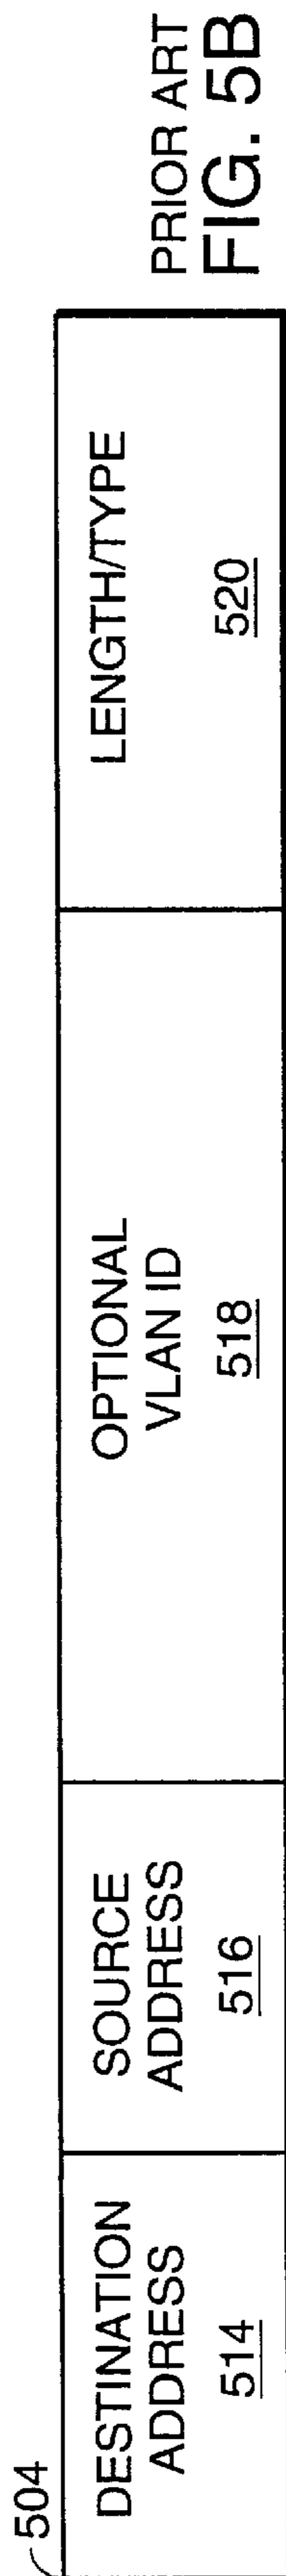 504
DESTINATION
ADDRESS
514
SOURCE
ADDRESS
516
OPTIONAL
VLAN ID
518
LENGTH/TYPE
520
PRIOR ART
FIG. 5B